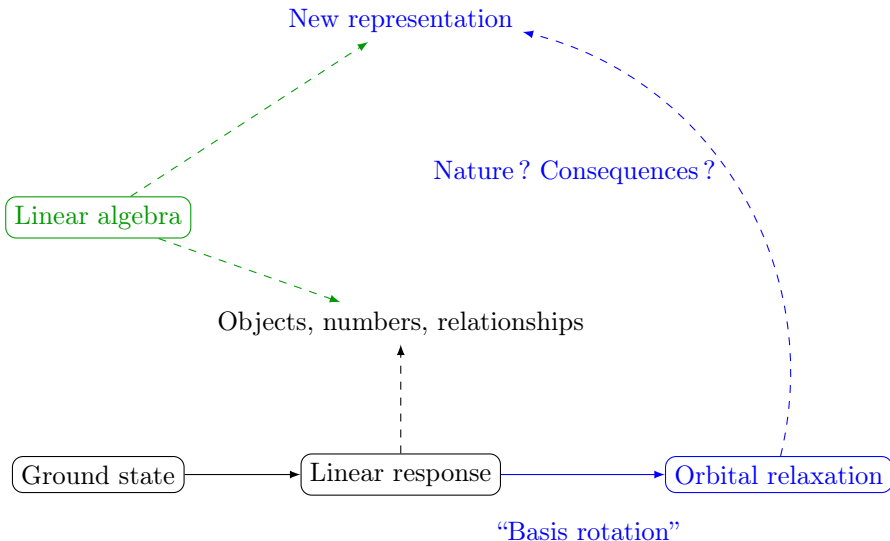 New representation
Nature ? Consequences ?
Linear algebra
Objects, numbers, relationships
Ground state
Linear response
Orbital relaxation
“Basis rotation”